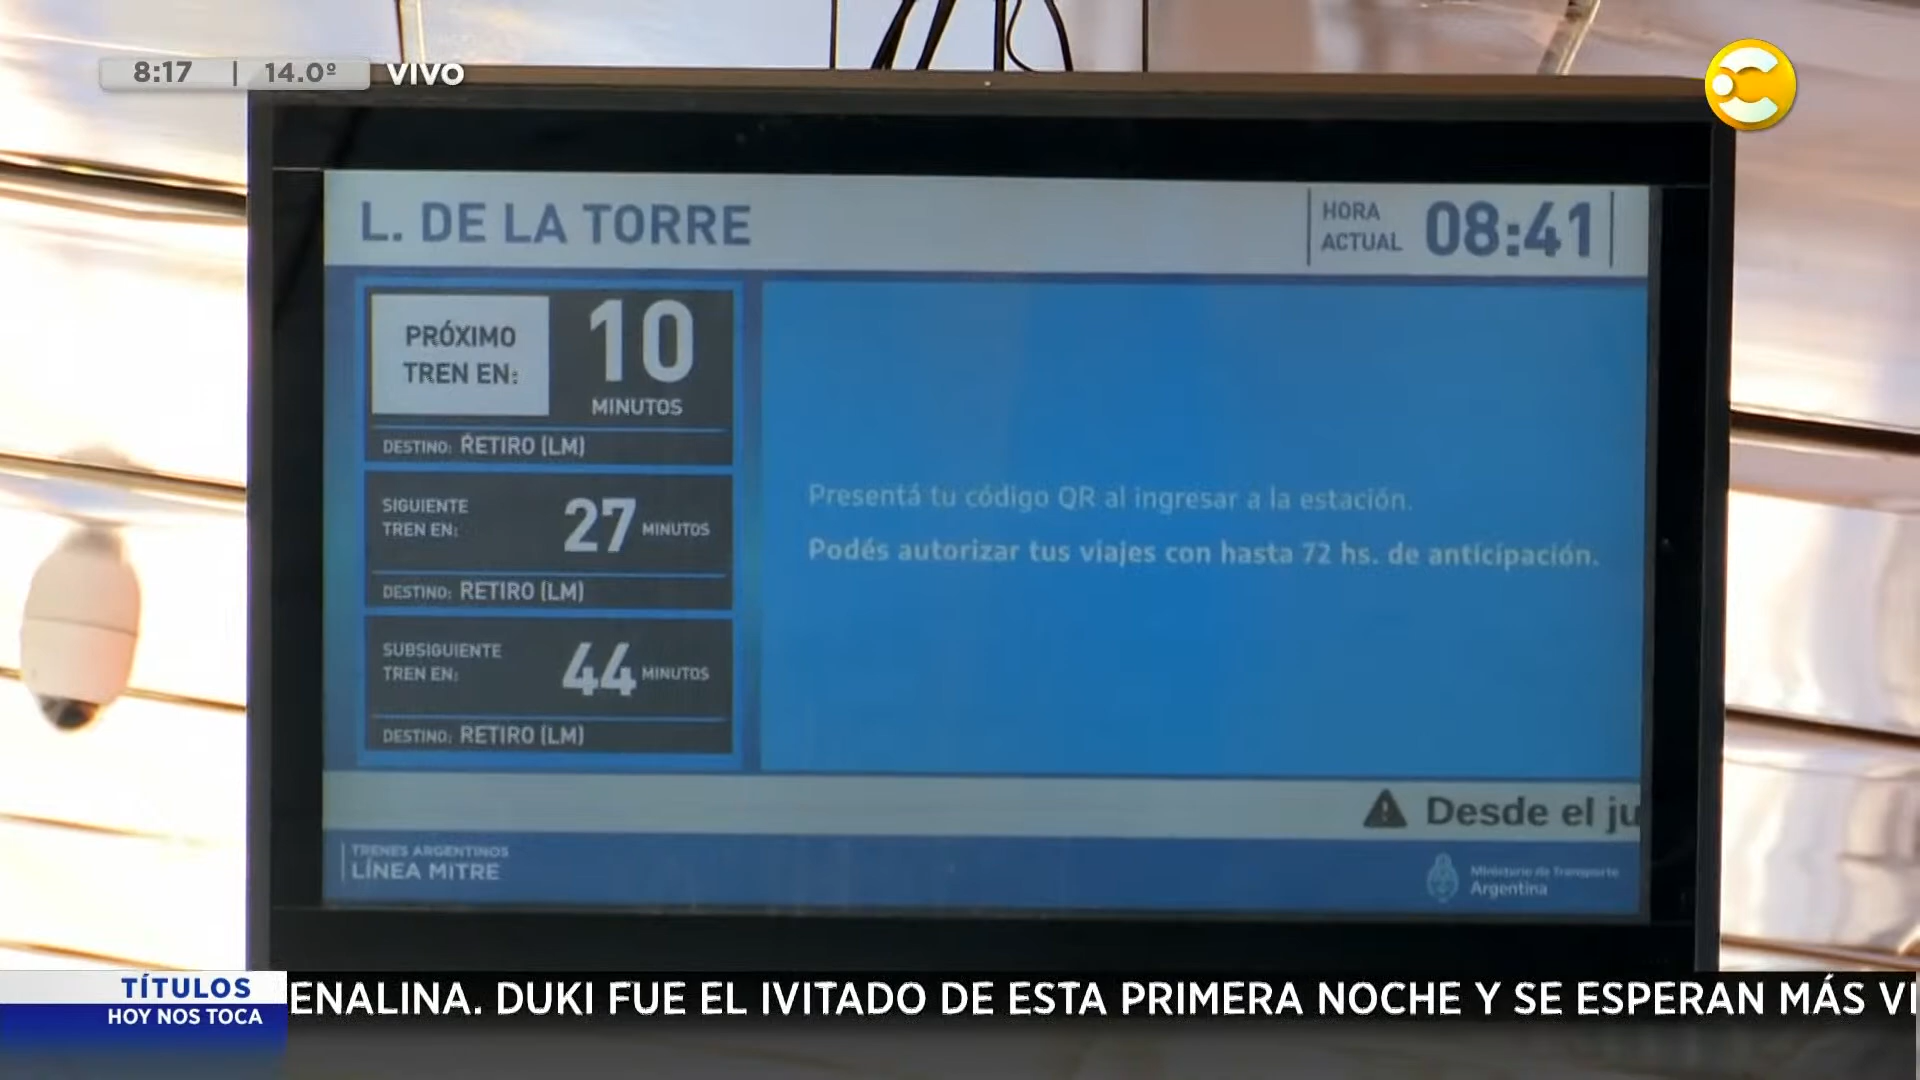 8:17 | 14.0º VIVO
L. DE LA TORRE
HORA
ACTUAL
08:41
PRÓXIMO
TREN EN:
10
MINUTOS
DESTINO: RETIRO (LM)
SIGUIENTE
TREN EN:
27 MINUTOS
DESTINO: RETIRO (LM)
SUBSIGUIENTE
TREN EN:
44 MINUTOS
DESTINO: RETIRO (LM)
Presentá tu código QR al ingresar a la estación.
Podés autorizar tus viajes con hasta 72 hs. de anticipación.
Desde el ju
TRENES ARGENTINOS
LÍNEA MITRE
Ministerio de Transporte
Argentina
TÍTULOS
HOY NOS TOCA
ENALINA. DUKI FUE EL IVITADO DE ESTA PRIMERA NOCHE Y SE ESPERAN MÁS VI